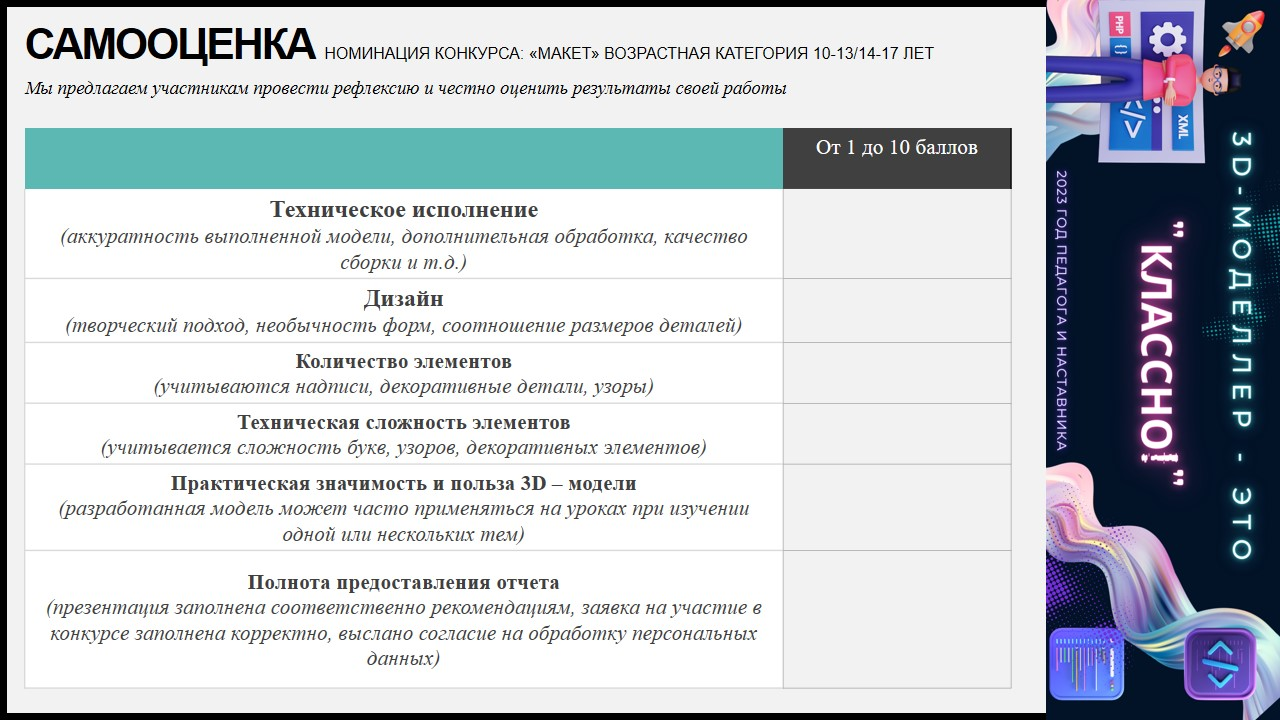 САМООЦЕНКА НОМИНАЦИЯ КОНКУРСА: «МАКЕТ» ВОЗРАСТНАЯ КАТЕГОРИЯ 10-13/14-17 ЛЕТ
Мы предлагаем участникам провести рефлексию и честно оценить результаты своей работы
От 1 до 10 баллов
Техническое исполнение
(аккуратность выполненной модели, дополнительная обработка, качество
сборки и т.д.)
Дизайн
(творческий подход, необычность форм, соотношение размеров деталей)
Количество элементов
(учитываются надписи, декоративные детали, узоры)
Техническая сложность элементов
(учитывается сложность букв, узоров, декоративных элементов)
Практическая значимость и польза 3D – модели
(разработанная модель может часто применяться на уроках при изучении
одной или нескольких тем)
Полнота предоставления отчета
(презентация заполнена соответственно рекомендациям, заявка на участие в
конкурсе заполнена корректно, выслано согласие на обработку персональных
данных)
3D-МОДЕЛЛЕР - ЭТО
"КЛАССНО!"
2023 ГОД ПЕДАГОГА И НАСТАВНИКА
PHP
{}
XML
</>
</>